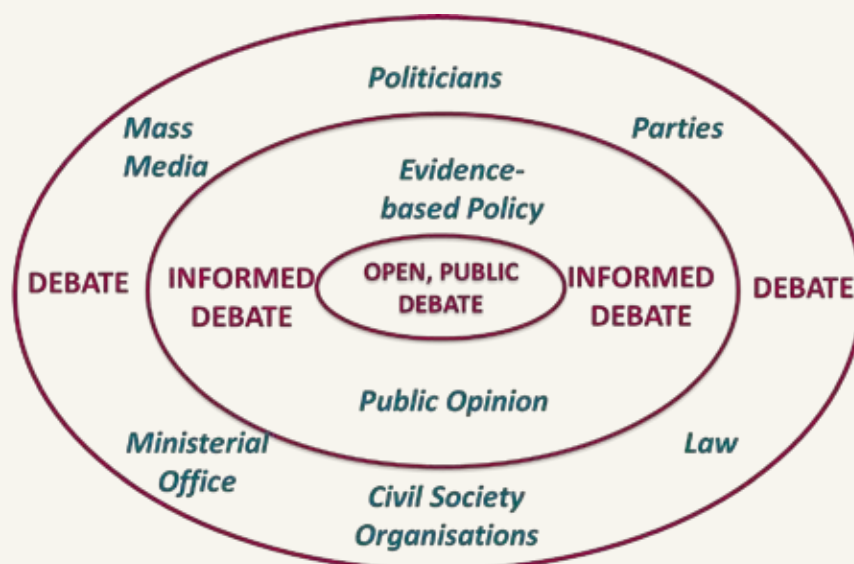 Politicians
Mass
Media
Parties
Evidence-
based Policy
DEBATE
INFORMED
DEBATE
OPEN, PUBLIC
DEBATE
INFORMED
DEBATE
DEBATE
Public Opinion
Ministerial
Office
Law
Civil Society
Organisations